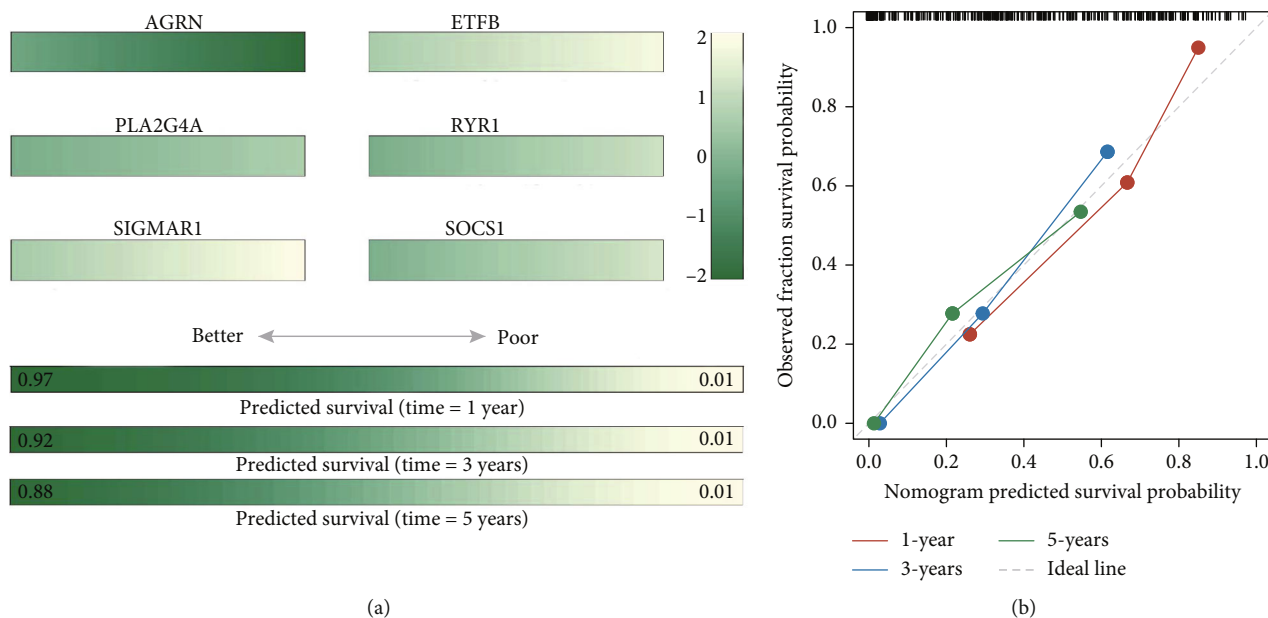 AGRN
ETFB
PLA2G4A
RYR1
SIGMAR1
SOCS1
2
1
0
−1
−2
Better
Poor
0.97
0.01
Predicted survival (time = 1 year)
0.92
0.01
Predicted survival (time = 3 years)
0.88
0.01
Predicted survival (time = 5 years)
(a)
Observed fraction survival probability
1.0
1.0
0.8
0.6
0.4
0.2
0.0
0.0 0.2 0.4 0.6 0.8 1.0
Nomogram predicted survival probability
1-year
5-years
3-years
Ideal line
(b)